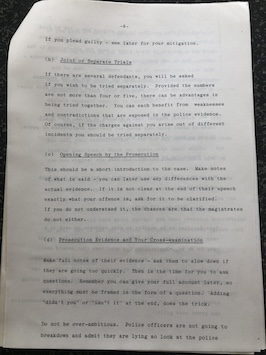 -8-
If you plead guilty - see later for your mitigation.
(b) Joint or Separate Trials
If there are several defendants, you will be asked
if you wish to be tried separately. Provided the numbers
are not more than four or five, there can be advantages in
being tried together. You can each benefit from weaknesses
and contradictions that are exposed in the police evidence.
Of course, if the charges against you arise out of different
incidents you should be tried separately.
(c) Opening Speech by the Prosecution
This should be a short introduction to the case. Make notes
of what is said - you can later use any differences with the
actual evidence. If it is not clear at the end of their speech
exactly what your offence is, ask for it to be clarified.
If you do not understand it, the chances are that the magistrates
do not either.
(d) Prosecution Evidence and Your Cross-examination
Make full notes of their evidence - ask them to slow down if
they are going too quickly. Then is the time for you to ask
questions. Remember you can give your full account later, so
everything must be framed in the form of a question. Adding
"didn't you" or "isn't it" at the end, does the trick.
Do not be over-ambitious. Police officers are not going to
breakdown and admit they are lying so look at the police